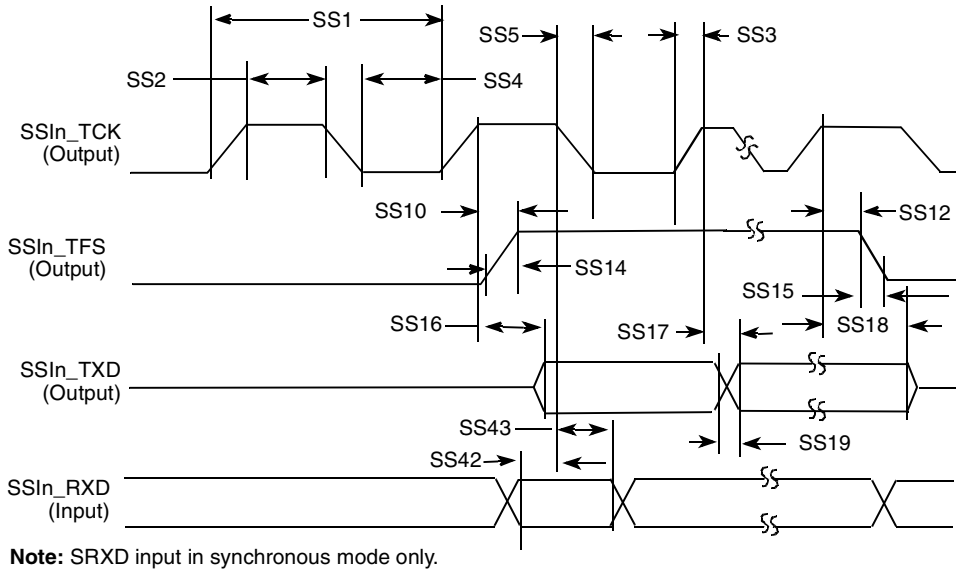 SS1
SS5
SS3
SS2
SS4
SSIn_TCK
(Output)
SS10
SS12
SSIn_TFS
(Output)
SS14
SS15
SS16
SS17
SS18
SSIn_TXD
(Output)
SS43
SS19
SS42
SSIn_RXD
(Input)
Note: SRXD input in synchronous mode only.